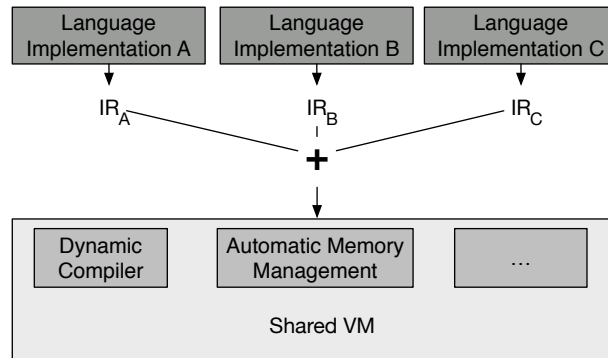 Language
Implementation A
Language
Implementation B
Language
Implementation C
IR_A
IR_B
IR_C
+
Dynamic
Compiler
Automatic Memory
Management
...
Shared VM